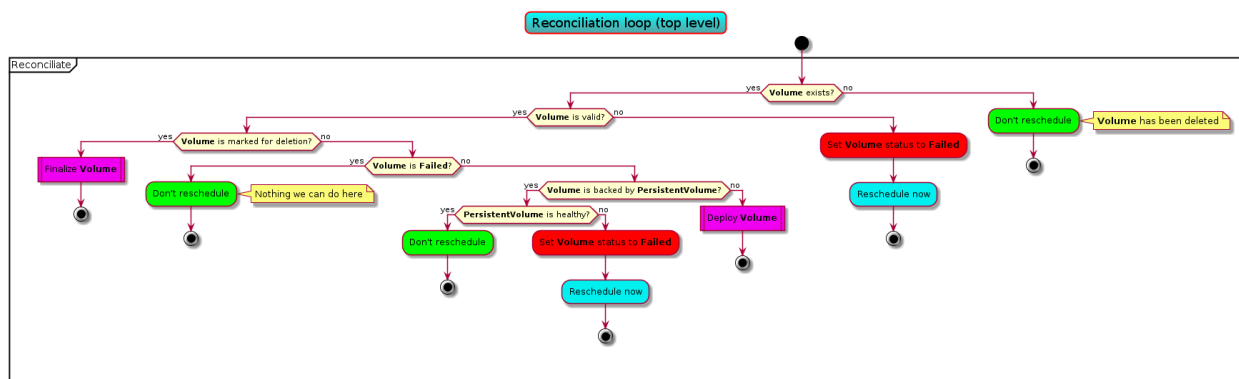 Reconciliation loop (top level)
Reconciliate
Volume exists?
yes
no
Volume is valid?
yes
no
Don't reschedule
Volume has been deleted
Volume is marked for deletion?
yes
no
Set Volume status to Failed
Finalize Volume
Volume is Failed?
yes
no
Don't reschedule
Nothing we can do here
Volume is backed by PersistentVolume?
yes
no
Reschedule now
PersistentVolume is healthy?
yes
no
Deploy Volume
Don't reschedule
Set Volume status to Failed
Reschedule now